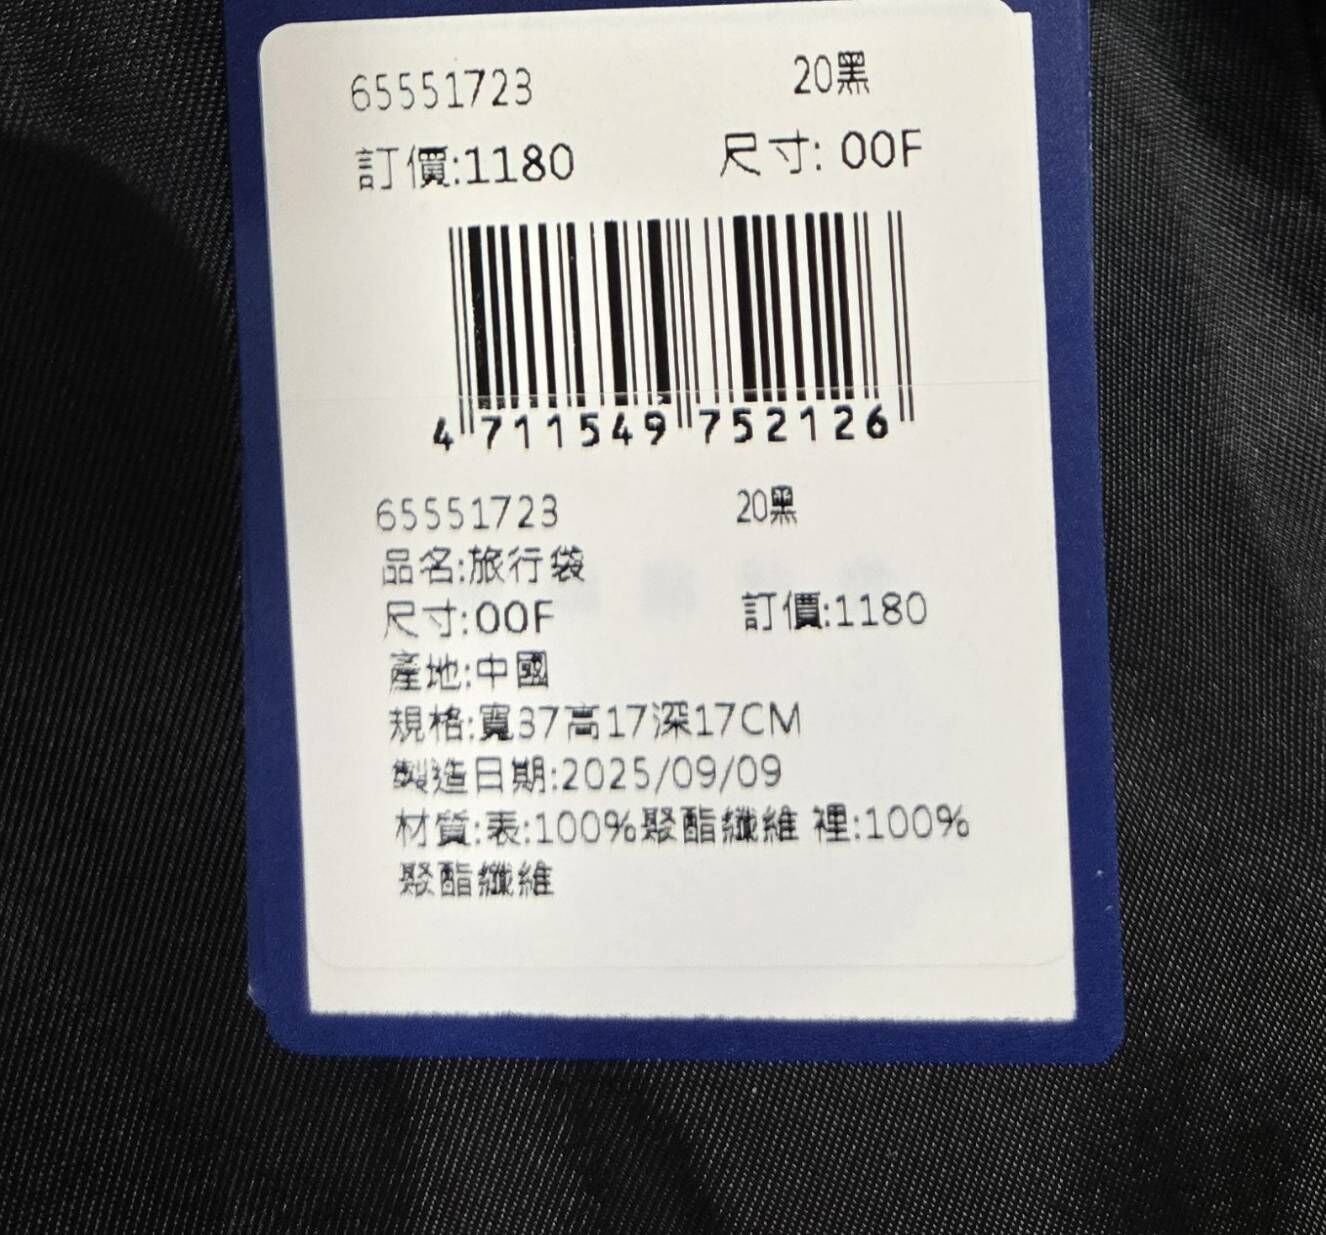 65551723 20黑
訂價:1180 尺寸: 00F
4 711549 752126
65551723 20黑
品名:旅行袋
尺寸:00F 訂價:1180
產地:中國
規格:寬37高17深17CM
製造日期:2025/09/09
材質:表:100%聚酯纖維 裡:100%
聚酯纖維